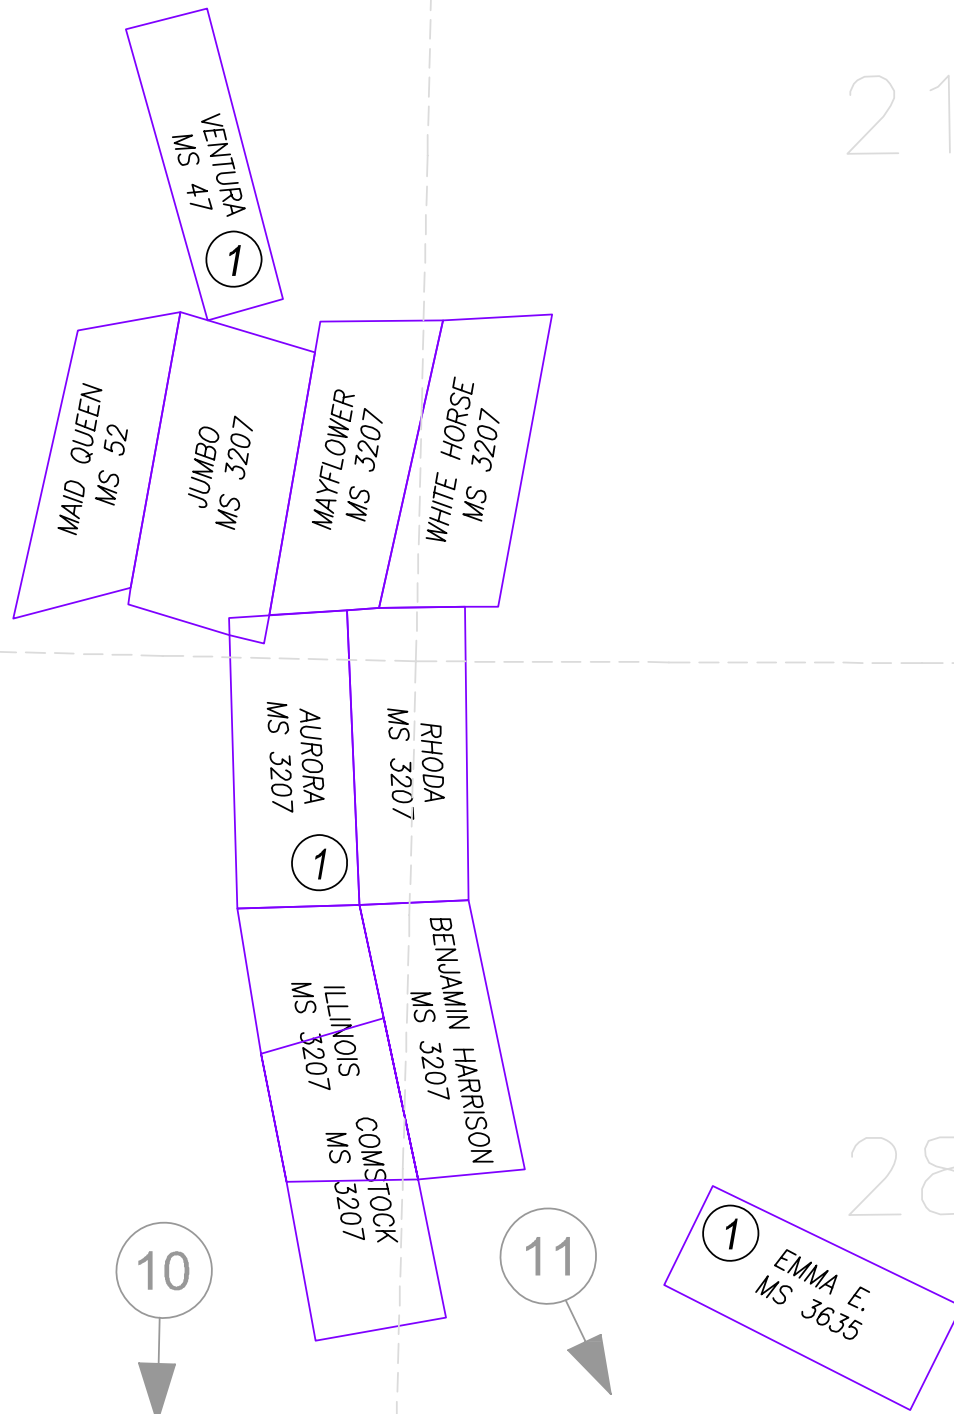 21
VENTURA
MS 47
1
MAID QUEEN
MS 52
JUMBO
MS 3207
MAYFLOWER
MS 3207
WHITE HORSE
MS 3207
AURORA
MS 3207
1
RHODA
MS 3207
ILLINOIS
MS 3207
BENJAMIN HARRISON
MS 3207
COMSTOCK
MS 3207
28
10
11
1
EMMA E.
MS 3635